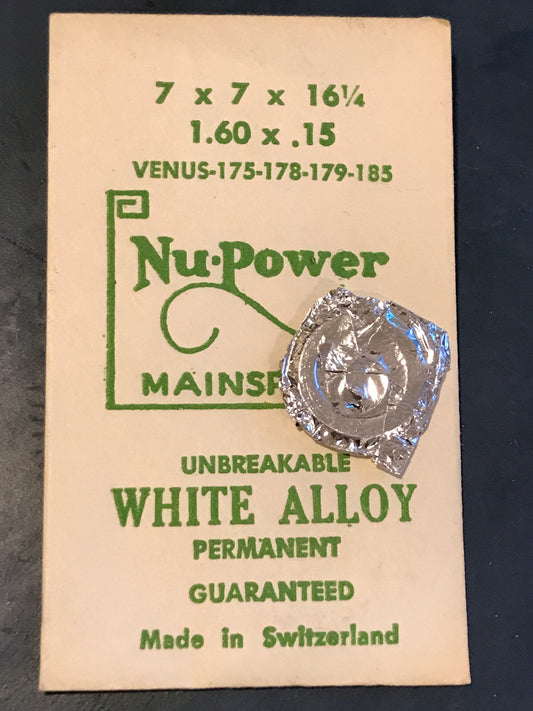 7 x 7 x 16¼
1.60 x .15
VENUS-175-178-179-185
Nu-Power
UNBREAKABLE
WHITE ALLOY
PERMANENT
GUARANTEED
Made in Switzerland